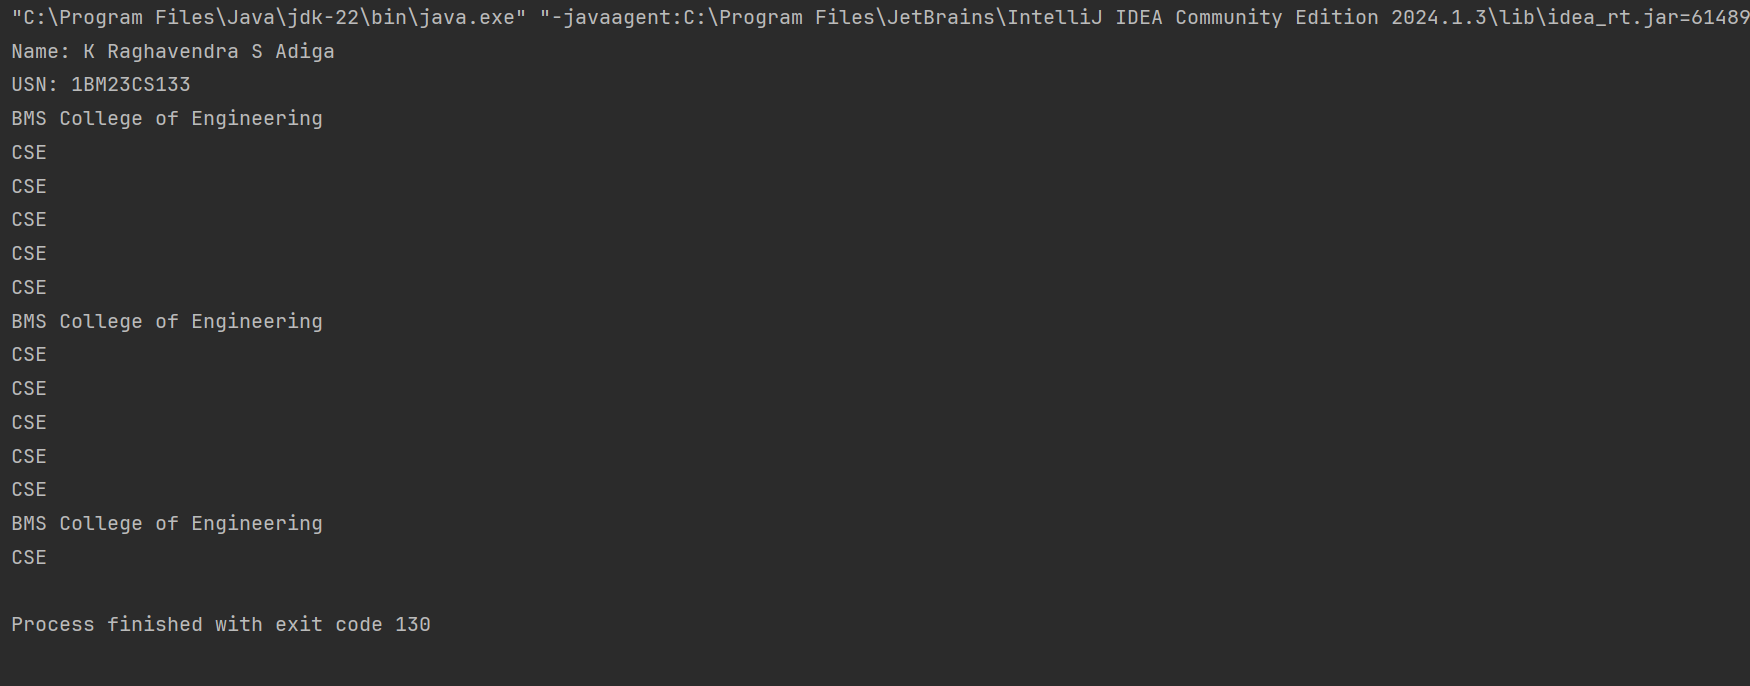 "C:\Program Files\Java\jdk-22\bin\java.exe" "-javaagent:C:\Program Files\JetBrains\IntelliJ IDEA Community Edition 2024.1.3\lib\idea_rt.jar=61489
Name: K Raghavendra S Adiga
USN: 1BM23CS133
BMS College of Engineering
CSE
CSE
CSE
CSE
CSE
BMS College of Engineering
CSE
CSE
CSE
CSE
CSE
BMS College of Engineering
CSE
Process finished with exit code 130